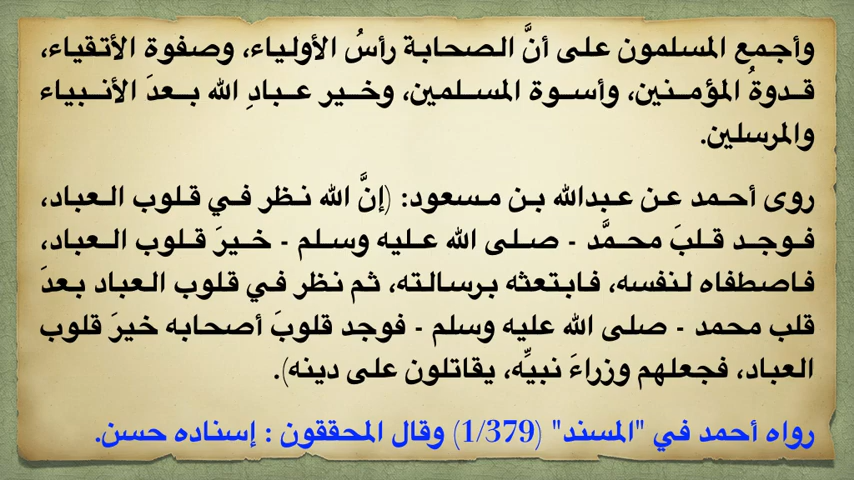 وأجمع المسلمون على أنَّ الصحابة رأسُ الأولياء، وصفوة الأتقياء،
قدوةُ المؤمنين، وأسوة المسلمين، وخير عبادِ الله بعدَ الأنبياء
والمرسلين.
روى أحمد عن عبدالله بن مسعود: (إنَّ الله نظر في قلوب العباد،
فوجد قلبَ محمَّد - صلى الله عليه وسلم - خيرَ قلوب العباد،
فاصطفاه لنفسه، فابتعثه برسالته، ثم نظر في قلوب العباد بعدَ
قلب محمد - صلى الله عليه وسلم - فوجد قلوبَ أصحابه خيرَ قلوب
العباد، فجعلهم وزراءَ نبيِّه، يقاتلون على دينه).
رواه أحمد في "المسند" (1/379) وقال المحققون : إسناده حسن.